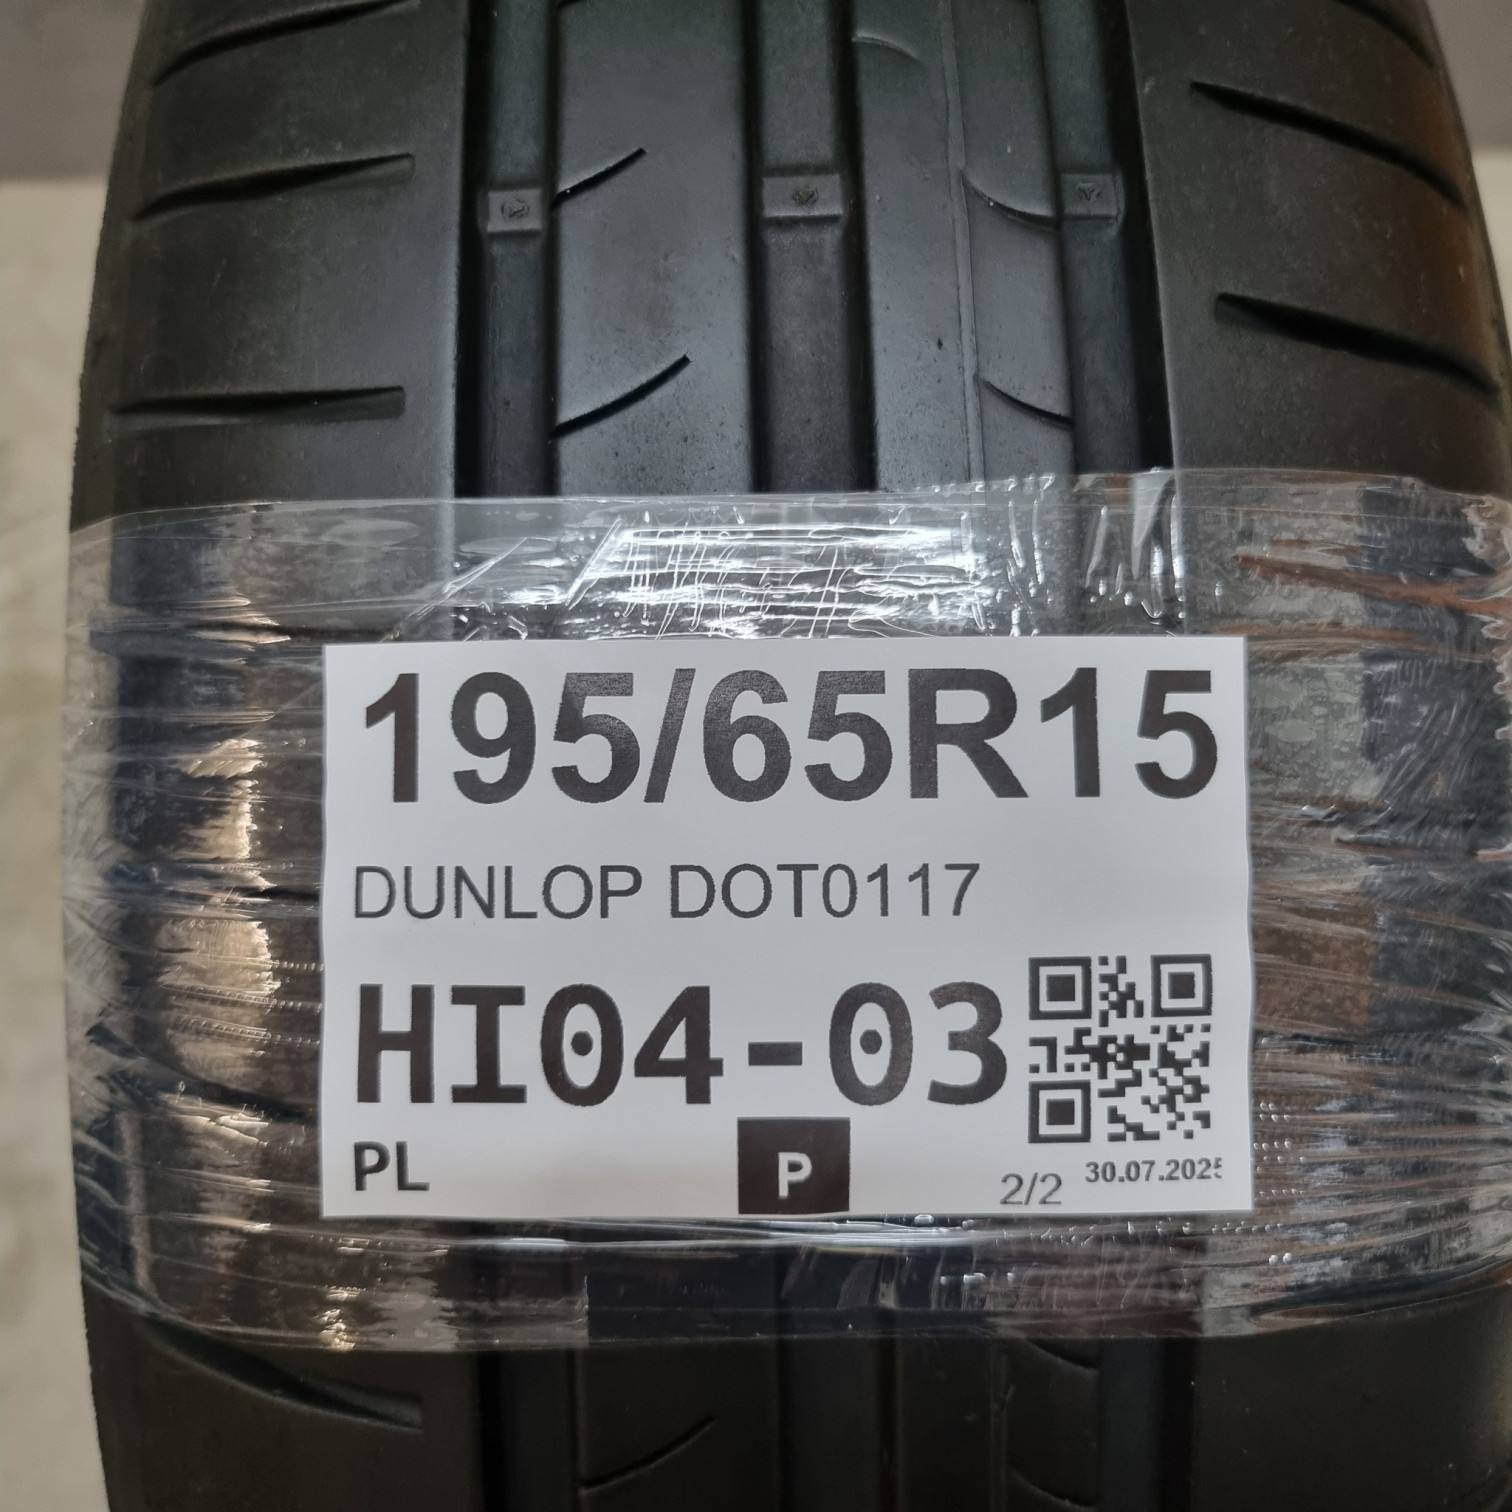 195/65R15
DUNLOP DOT0117
HI04-03
PL
P
2/2
30.07.2025